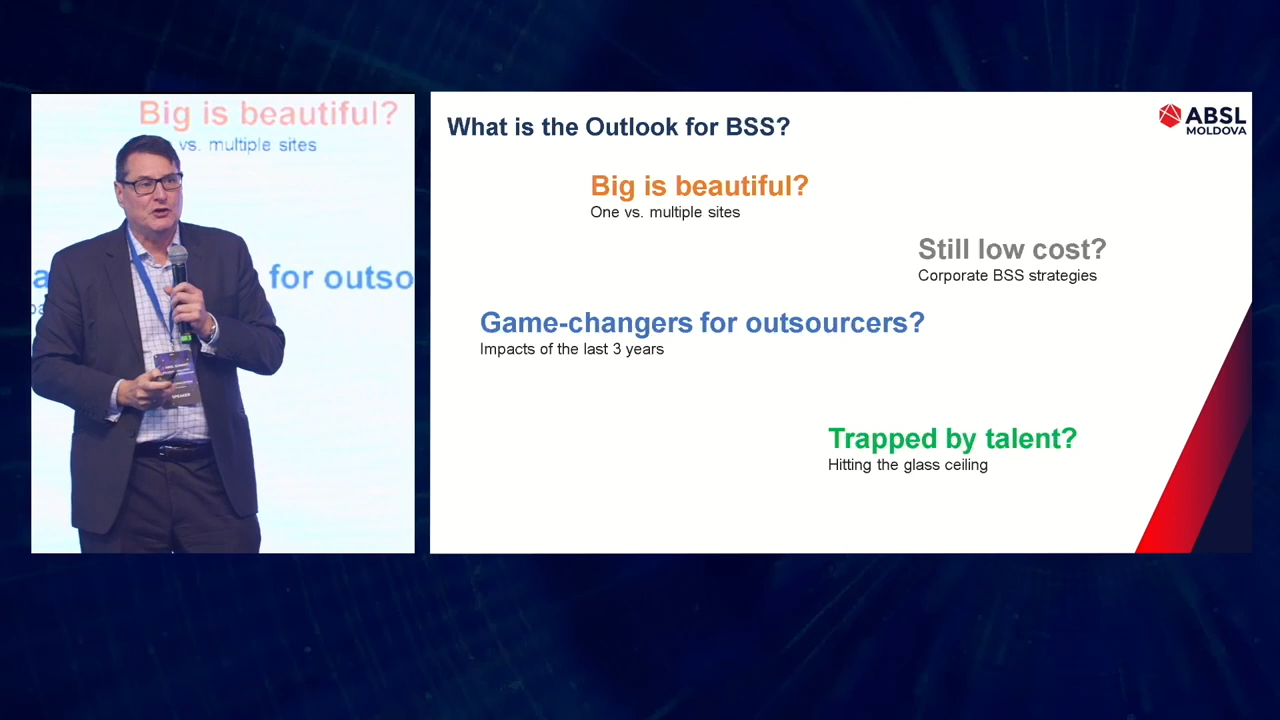 Big is beautiful?
vs. multiple sites
for outso
SPEAKER
What is the Outlook for BSS?
ABSL
MOLDOVA
Big is beautiful?
One vs. multiple sites
Still low cost?
Corporate BSS strategies
Game-changers for outsourcers?
Impacts of the last 3 years
Trapped by talent?
Hitting the glass ceiling